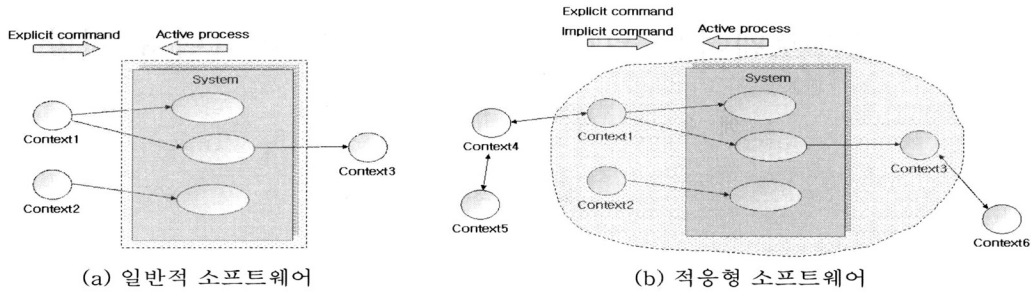 Explicit command
Active process
System
Context1
Context2
Context3
(a) 일반적 소프트웨어
Explicit command
Implicit command
Active process
System
Context4
Context1
Context5
Context2
Context3
Context6
(b) 적응형 소프트웨어